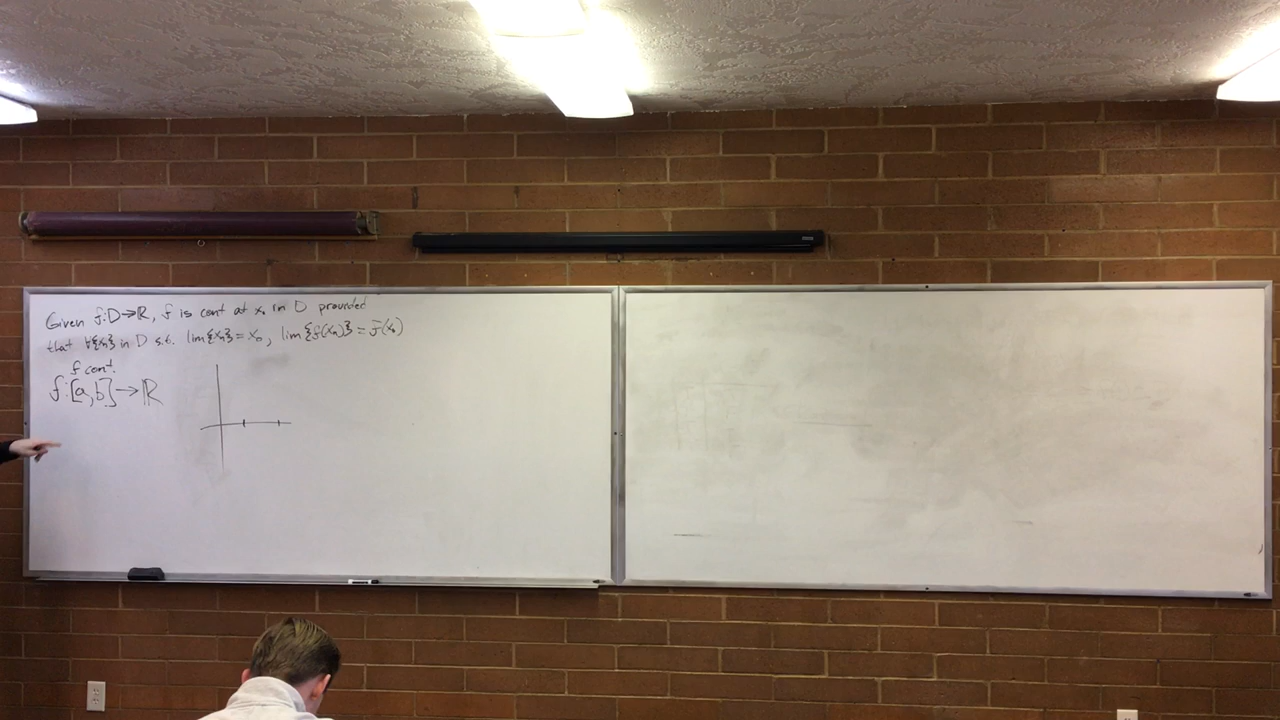 Given f:D→ℝ, f is cont at x₀ in D provided
that ∀{xₙ} in D s.t. lim{xₙ}=x₀, lim{f(xₙ)}=f(x₀)
f cont.
f:[a,b]→ℝ